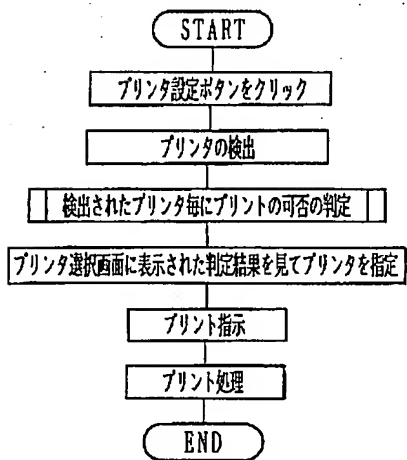 START
プリンタ設定ボタンをクリック
プリンタの検出
検出されたプリンタ毎にプリントの可否の判定
プリンタ選択画面に表示された判定結果を見てプリンタを指定
プリント指示
プリント処理
END